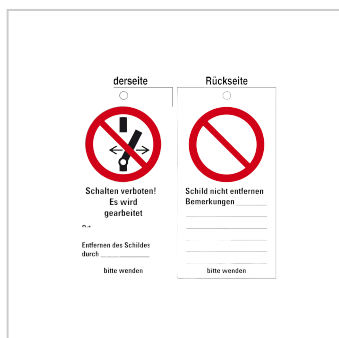 derseite
Rückseite
Schalten verboten!
Es wird
gearbeitet
Entfernen des Schildes
durch
bitte wenden
Schild nicht entfernen
Bemerkungen
bitte wenden